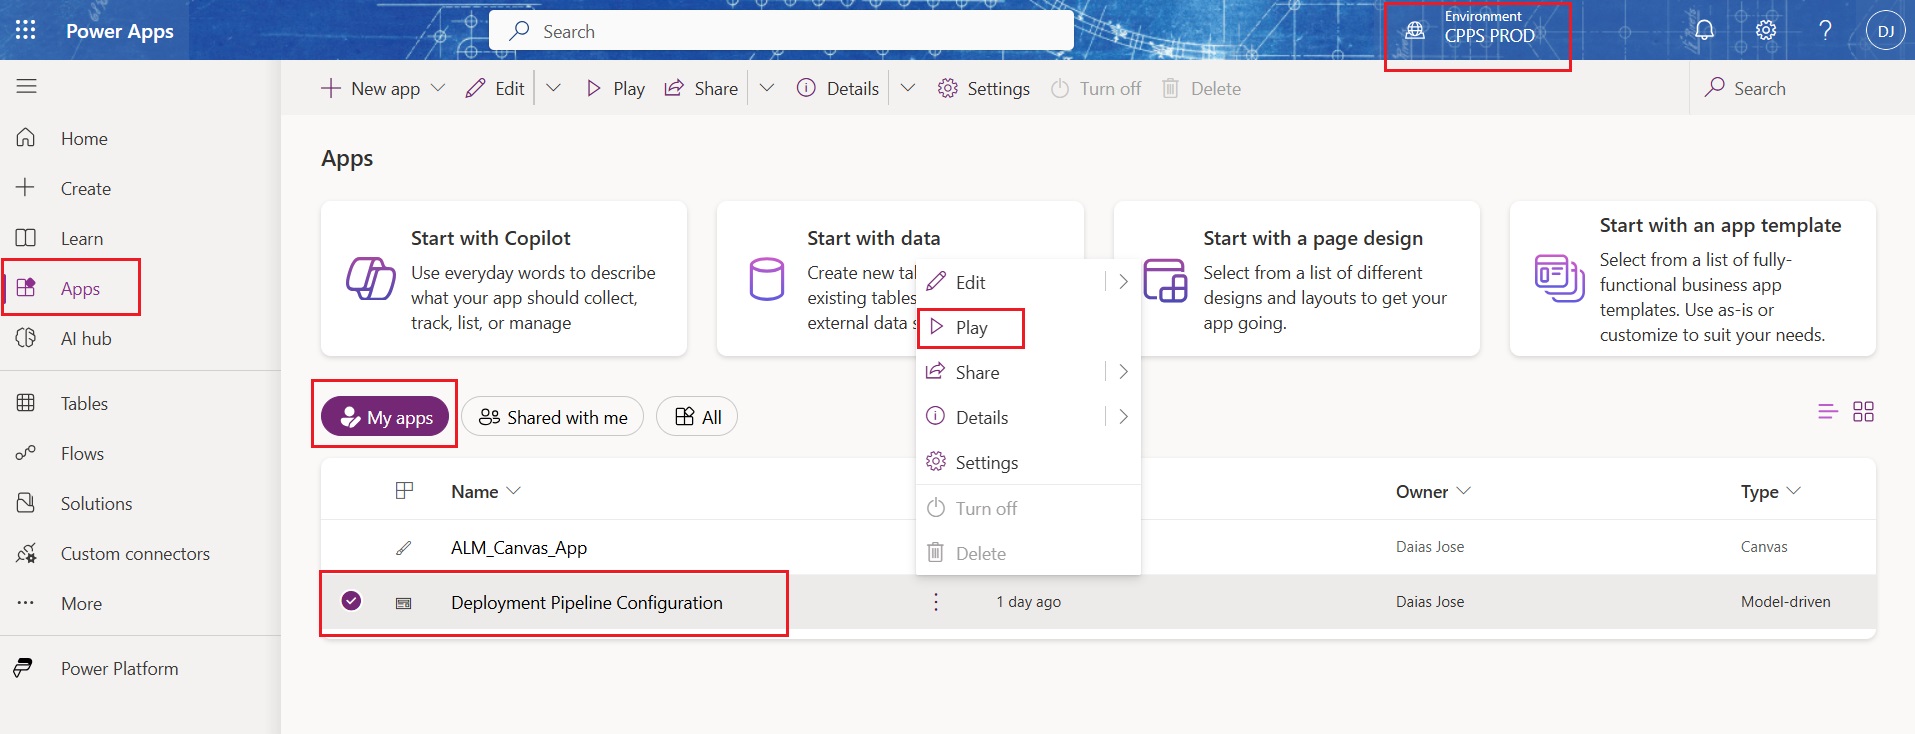 Power Apps
Search
Environment
CPPS PROD
DJ
New app
Edit
Play
Share
Details
Settings
Turn off
Delete
Search
Home
Create
Learn
Apps
AI hub
Tables
Flows
Solutions
Custom connectors
More
Power Platform
Apps
Start with Copilot
Use everyday words to describe
what your app should collect,
track, list, or manage
Start with data
Create new
existing tables
external data
Start with a page design
Select from a list of different
designs and layouts to get your
app going.
Start with an app template
Select from a list of fully-
functional business app
templates. Use as-is or
customize to suit your needs.
Edit
Play
Share
Details
Settings
Turn off
Delete
My apps
Shared with me
All
Name
Owner
Type
ALM_Canvas_App
Daias Jose
Canvas
Deployment Pipeline Configuration
1 day ago
Daias Jose
Model-driven